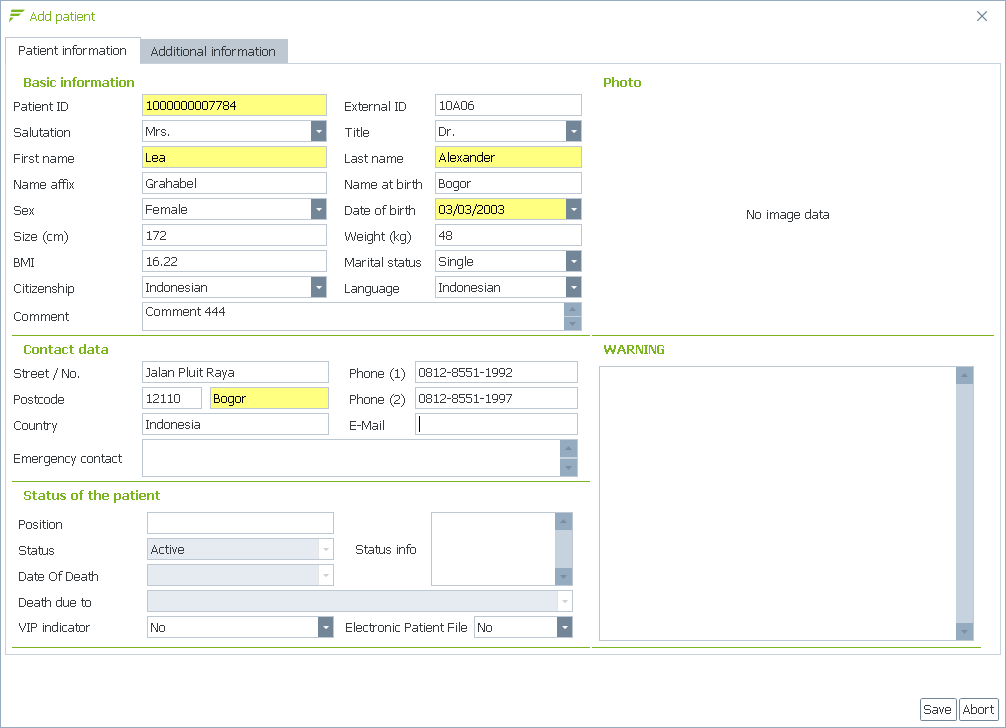 Add patient
Patient information Additional information
Basic information Photo
Patient ID 1000000007784 External ID 10A06
Salutation Mrs. Title Dr.
First name Lea Last name Alexander
Name affix Grahabel Name at birth Bogor
Sex Female Date of birth 03/03/2003
No image data
Size (cm) 172 Weight (kg) 48
BMI 16.22 Marital status Single
Citizenship Indonesian Language Indonesian
Comment Comment 444
Contact data WARNING
Street / No. Jalan Pluit Raya Phone (1) 0812-8551-1992
Postcode 12110 Bogor Phone (2) 0812-8551-1997
Country Indonesia E-Mail
Emergency contact
Status of the patient
Position
Status Active Status info
Date Of Death
Death due to
VIP indicator No Electronic Patient File No
Save Abort